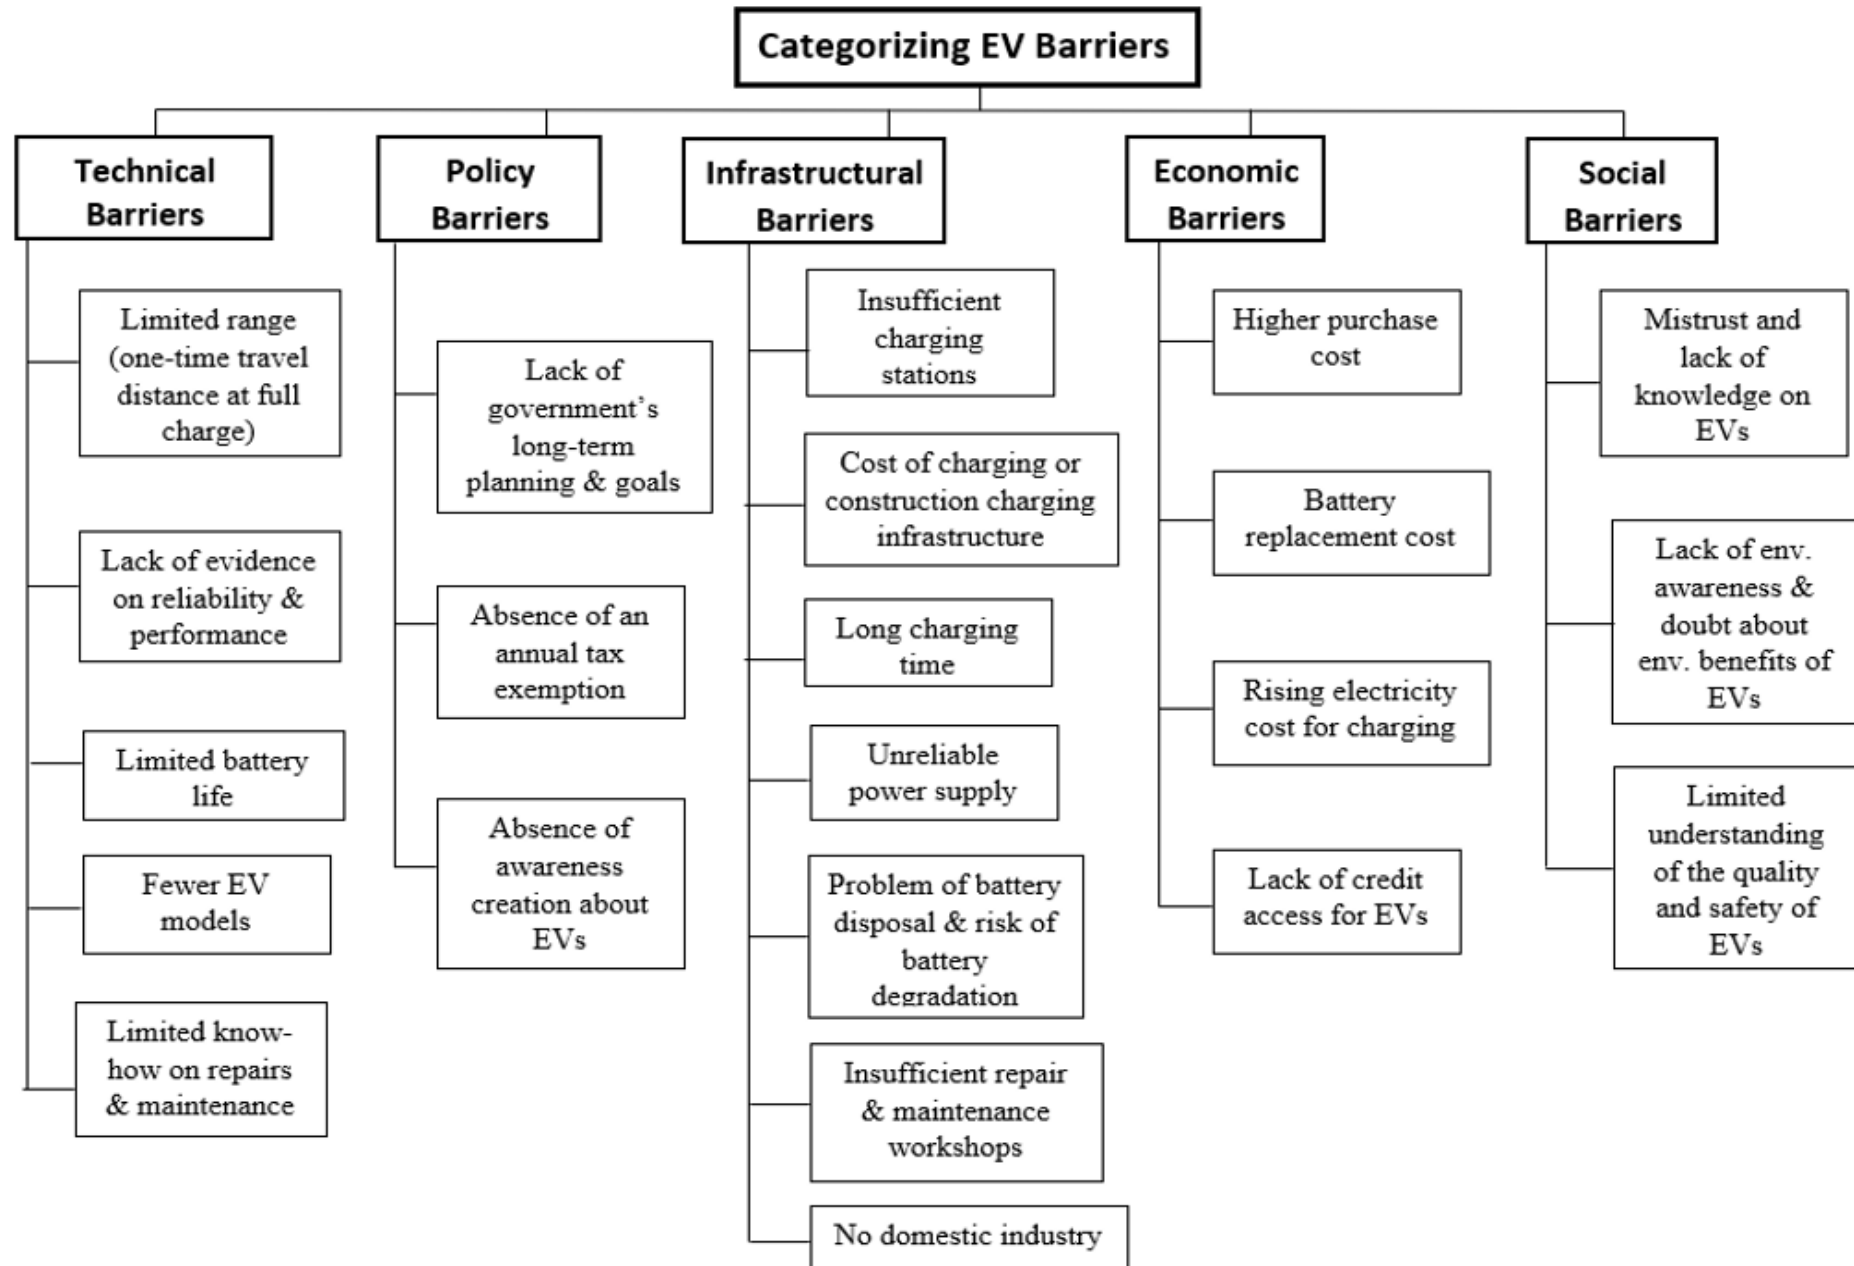 Categorizing EV Barriers
Technical
Barriers
Limited range
(one-time travel
distance at full
charge)
Lack of evidence
on reliability &
performance
Limited battery
life
Fewer EV
models
Limited know-
how on repairs
& maintenance
Policy
Barriers
Lack of
government’s
long-term
planning & goals
Absence of an
annual tax
exemption
Absence of
awareness
creation about
EVs
Infrastructural
Barriers
Insufficient
charging
stations
Cost of charging or
construction charging
infrastructure
Long charging
time
Unreliable
power supply
Problem of battery
disposal & risk of
battery
degradation
Insufficient repair
& maintenance
workshops
No domestic industry
Economic
Barriers
Higher purchase
cost
Battery
replacement cost
Rising electricity
cost for charging
Lack of credit
access for EVs
Social
Barriers
Mistrust and
lack of
knowledge on
EVs
Lack of env.
awareness &
doubt about
env. benefits of
EVs
Limited
understanding
of the quality
and safety of
EVs